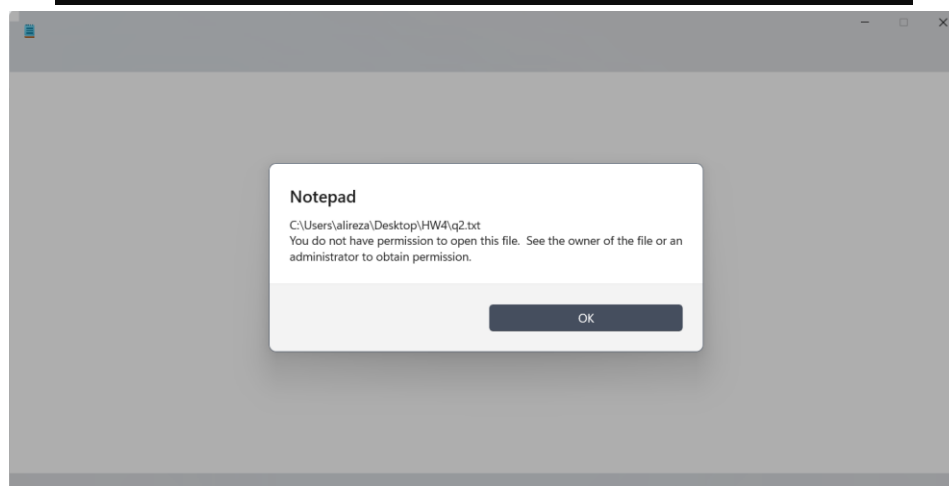 Notepad
C:\Users\alireza\Desktop\HW4\q2.txt
You do not have permission to open this file.  See the owner of the file or an
administrator to obtain permission.
OK